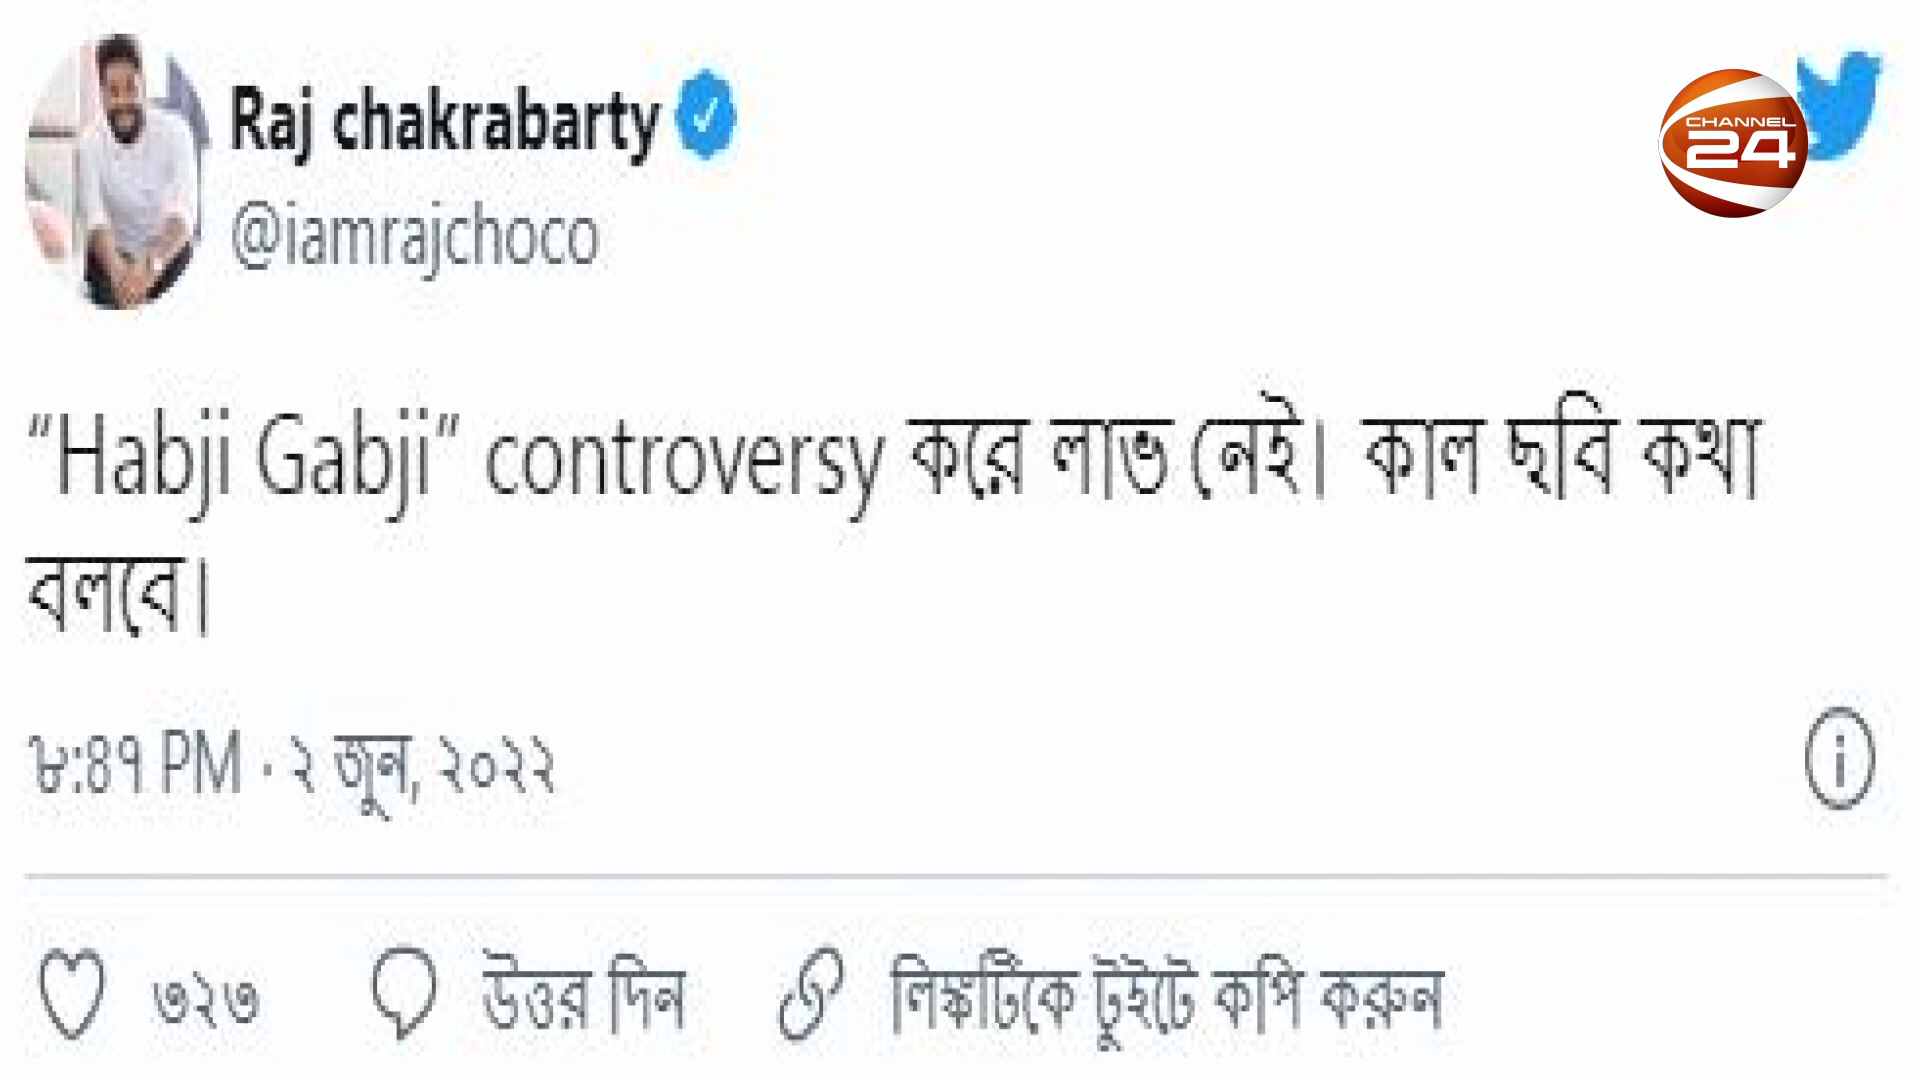 Raj chakrabarty
@iamrajchoco
CHANNEL
24
“Habji Gabji” controversy করে লাভ নেই। কাল ছবি কথা
বলবে।
৮:৪৭ PM · ২ জুন, ২০২২
৩২৩ উত্তর দিন লিঙ্কটিকে টুইটে কপি করুন